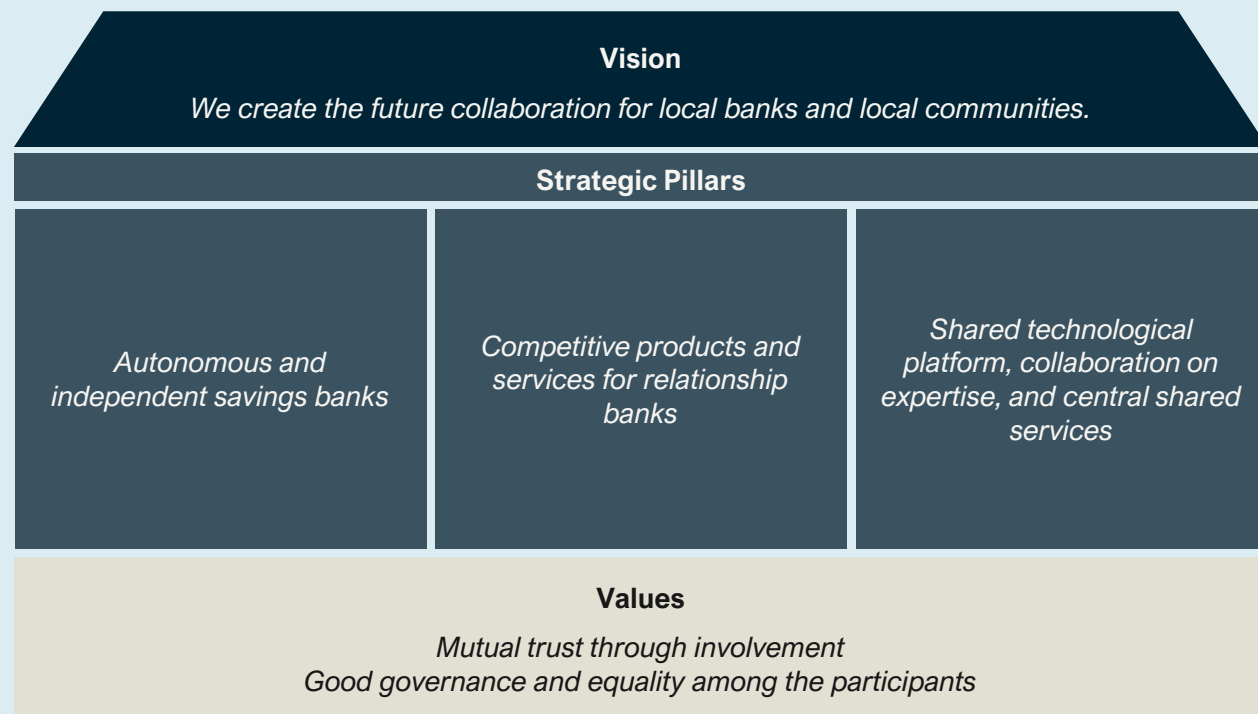 Vision
We create the future collaboration for local banks and local communities.
Strategic Pillars
Autonomous and
independent savings banks
Competitive products and
services for relationship
banks
Shared technological
platform, collaboration on
expertise, and central shared
services
Values
Mutual trust through involvement
Good governance and equality among the participants